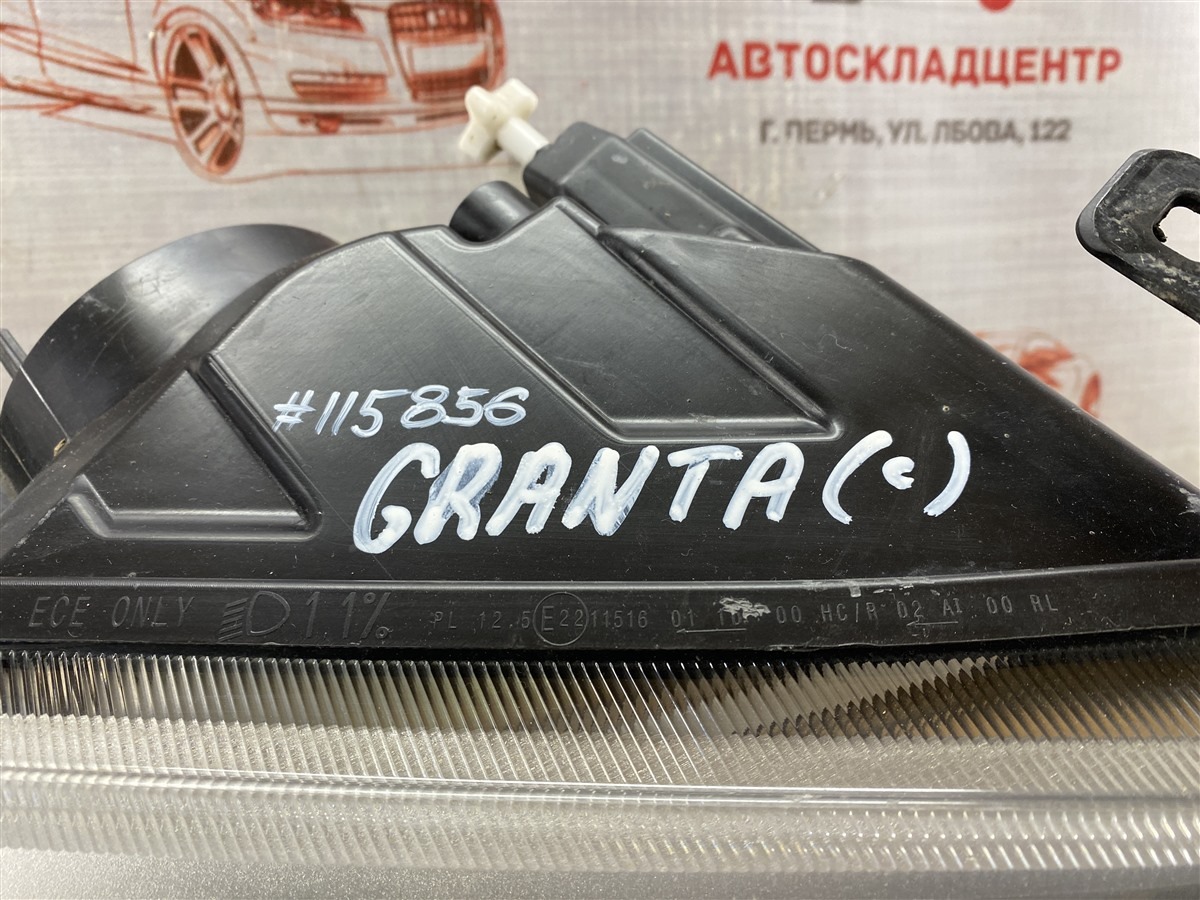 АВТОСКЛАДЦЕНТР
Г. ПЕРМЬ, УЛ. ЛБОВА, 122
#115856
GRANTA (c)
ECE ONLY 1.1% PL 12.5 E22 11516 01 00 HC/R 02 AI 00 RL